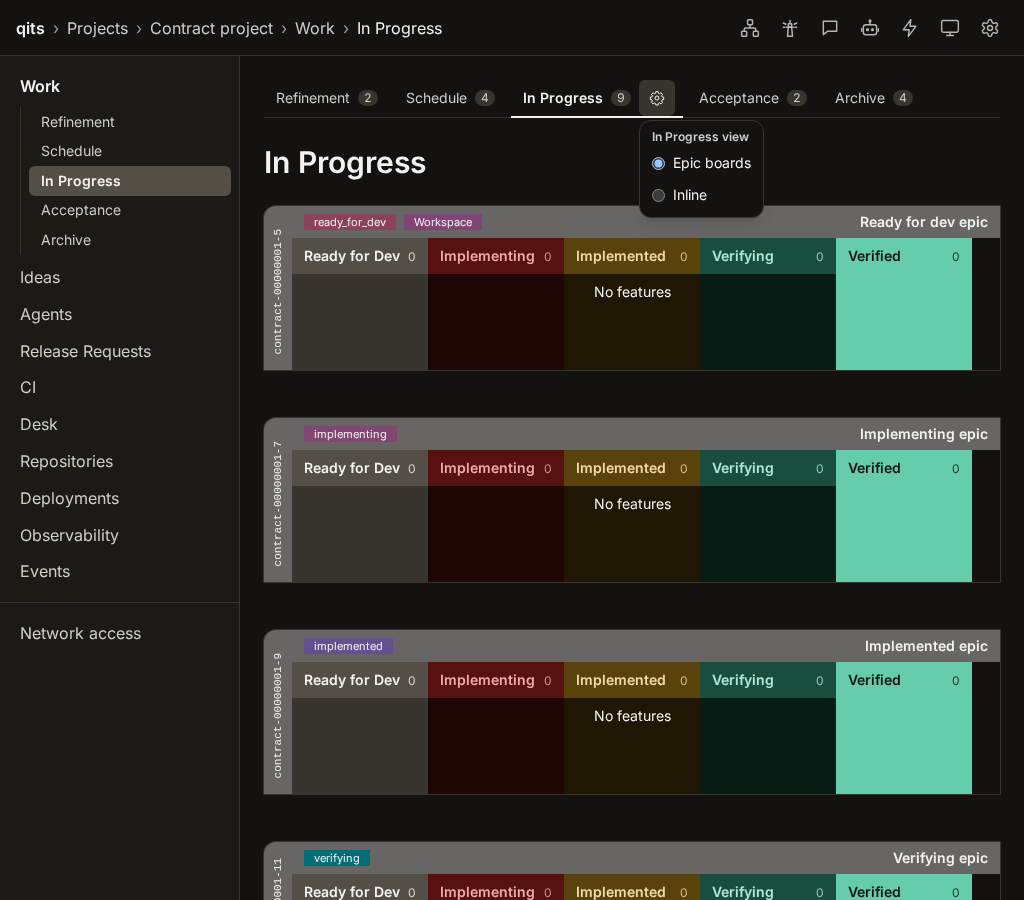 qits › Projects › Contract project › Work › In Progress
Work
Refinement
Schedule
In Progress
Acceptance
Archive
Ideas
Agents
Release Requests
CI
Desk
Repositories
Deployments
Observability
Events
Network access
Refinement 2 Schedule 4 In Progress 9 Acceptance 2 Archive 4
In Progress view
Epic boards
Inline
In Progress
contract-00000001-5
ready_for_dev Workspace Ready for dev epic
Ready for Dev 0 Implementing 0 Implemented 0 Verifying 0 Verified 0
No features
contract-00000001-7
implementing Implementing epic
Ready for Dev 0 Implementing 0 Implemented 0 Verifying 0 Verified 0
No features
contract-00000001-9
implemented Implemented epic
Ready for Dev 0 Implementing 0 Implemented 0 Verifying 0 Verified 0
No features
001-11
verifying Verifying epic
Ready for Dev 0 Implementing 0 Implemented 0 Verifying 0 Verified 0